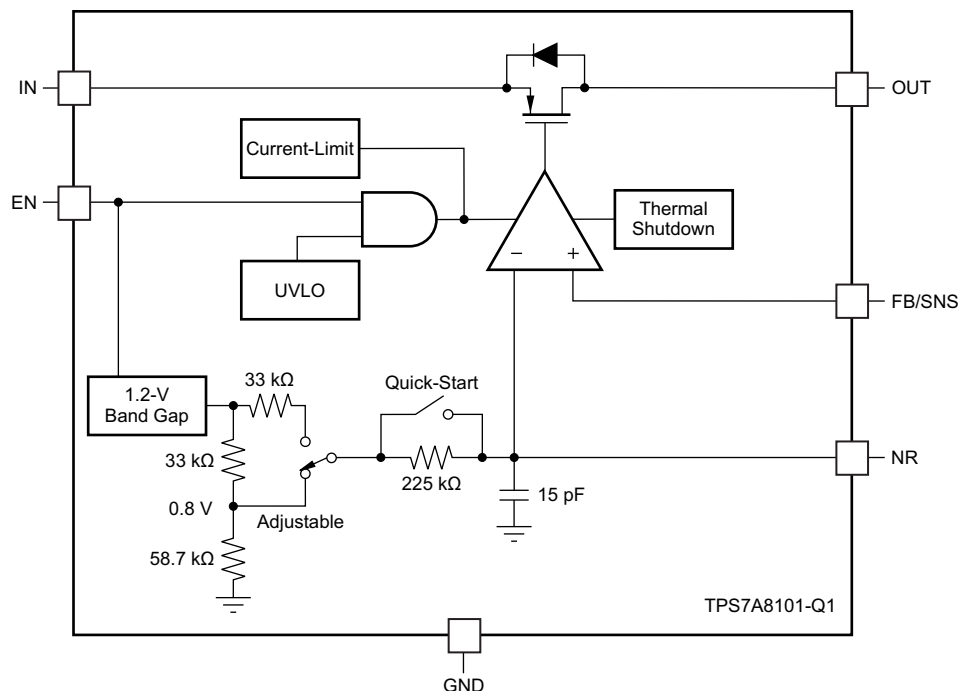 IN
OUT
Current-Limit
EN
Thermal
Shutdown
−
+
UVLO
FB/SNS
1.2-V
Band Gap
33 kΩ
Quick-Start
33 kΩ
225 kΩ
NR
15 pF
0.8 V
Adjustable
58.7 kΩ
TPS7A8101-Q1
GND